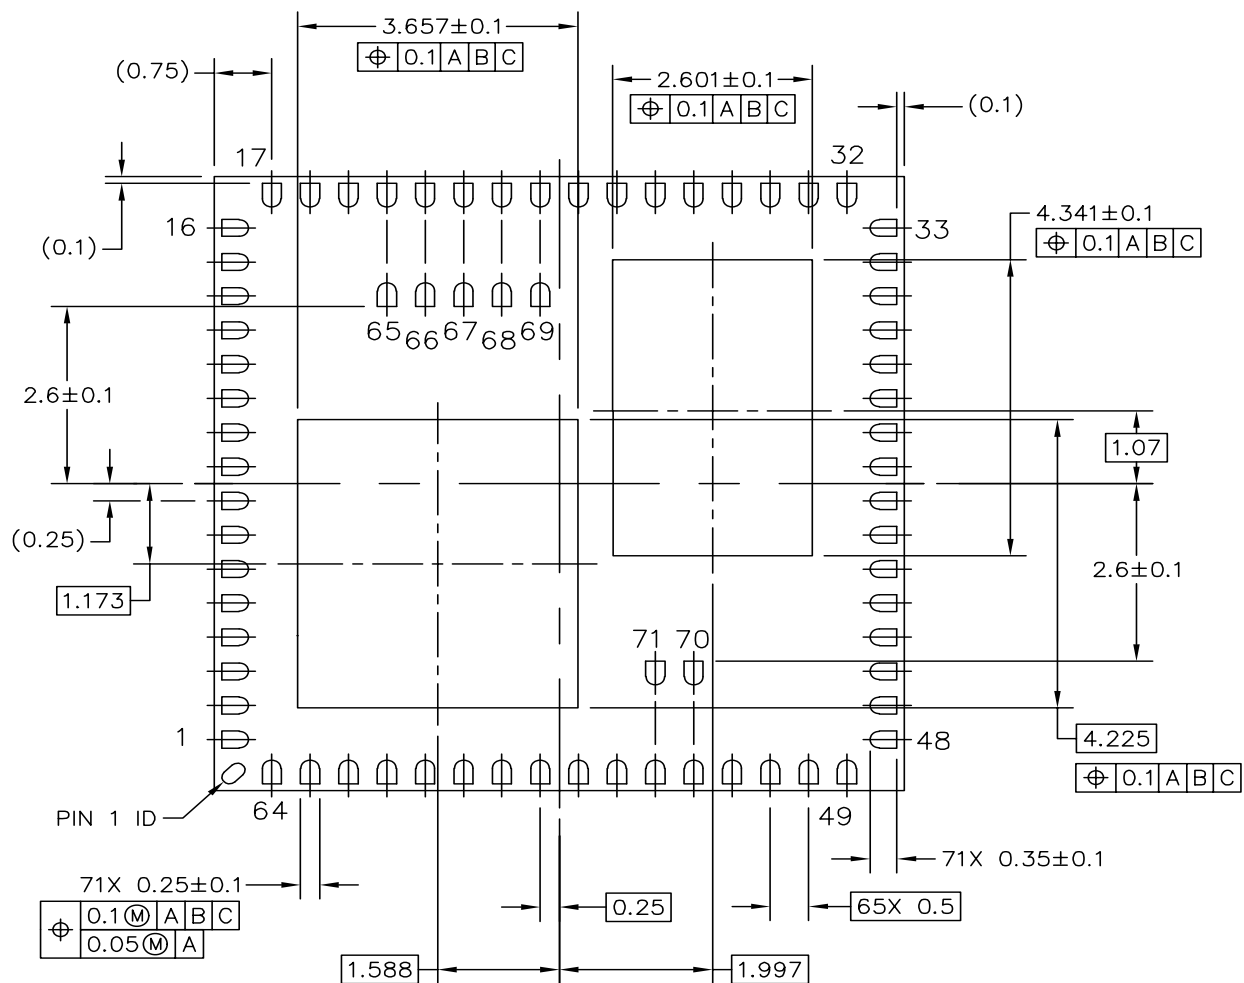 3.657±0.1
⌖ 0.1 A B C
(0.75)
2.601±0.1
⌖ 0.1 A B C
(0.1)
17
32
16
33
4.341±0.1
⌖ 0.1 A B C
(0.1)
65 66 67 68 69
2.6±0.1
1.07
(0.25)
2.6±0.1
1.173
71 70
1
48
4.225
⌖ 0.1 A B C
PIN 1 ID
64
49
71X 0.35±0.1
71X 0.25±0.1
⌖ 0.1Ⓜ A B C
0.05Ⓜ A
0.25
65X 0.5
1.588
1.997